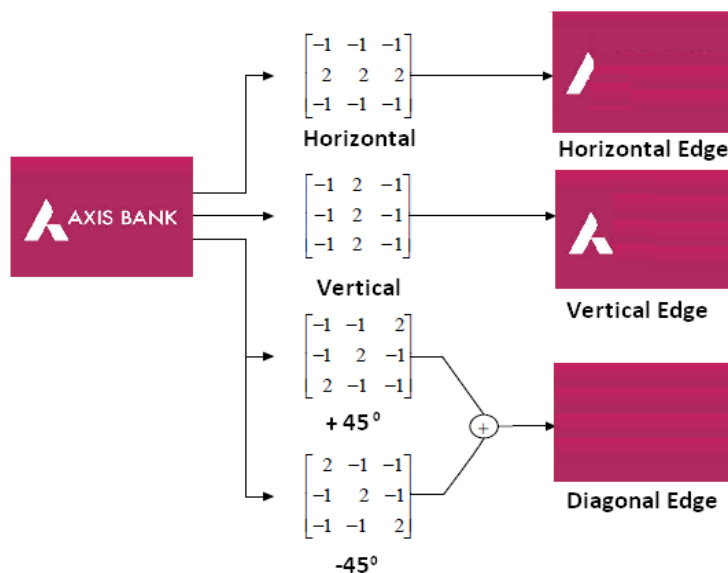 -1 -1 -1
2 2 2
-1 -1 -1
Horizontal
Horizontal Edge
AXIS BANK
-1 2 -1
-1 2 -1
-1 2 -1
Vertical
Vertical Edge
-1 -1 2
-1 2 -1
2 -1 -1
+ 45°
+
2 -1 -1
-1 2 -1
-1 -1 2
-45°
Diagonal Edge